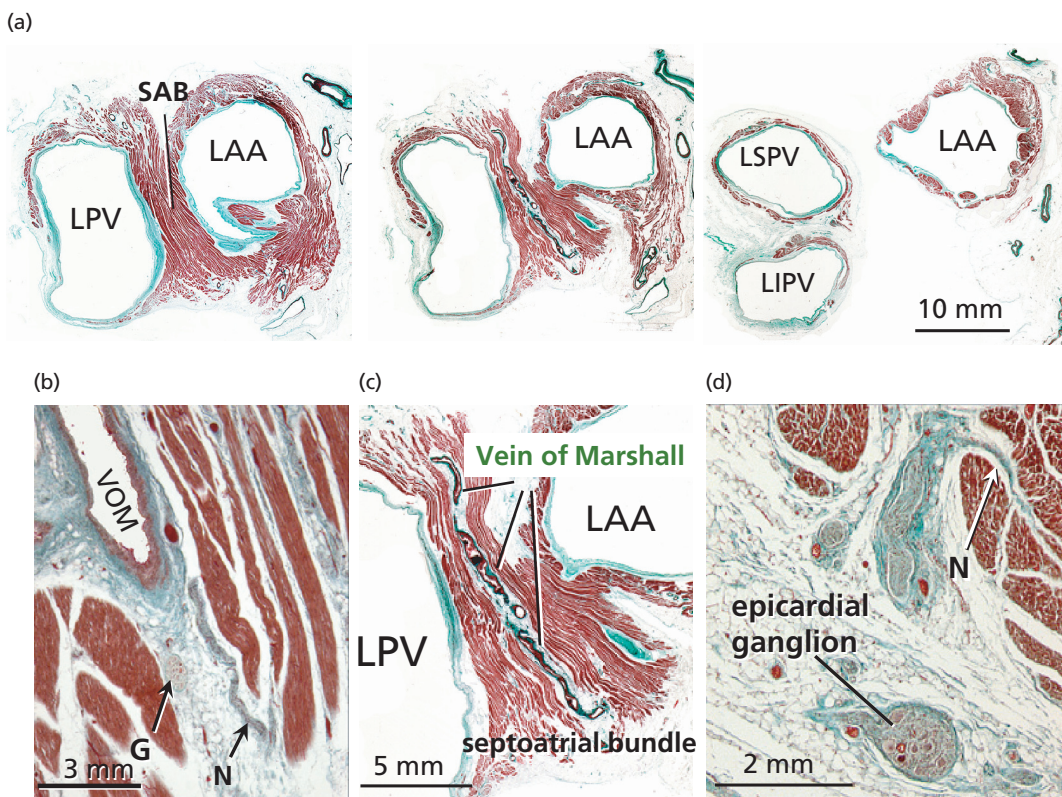 (a)
SAB
LAA
LPV
LAA
LSPV
LAA
LIPV
10 mm
(b)
(c)
(d)
VOM
G
N
3 mm
Vein of Marshall
LAA
LPV
septoatrial bundle
5 mm
N
epicardial
ganglion
2 mm